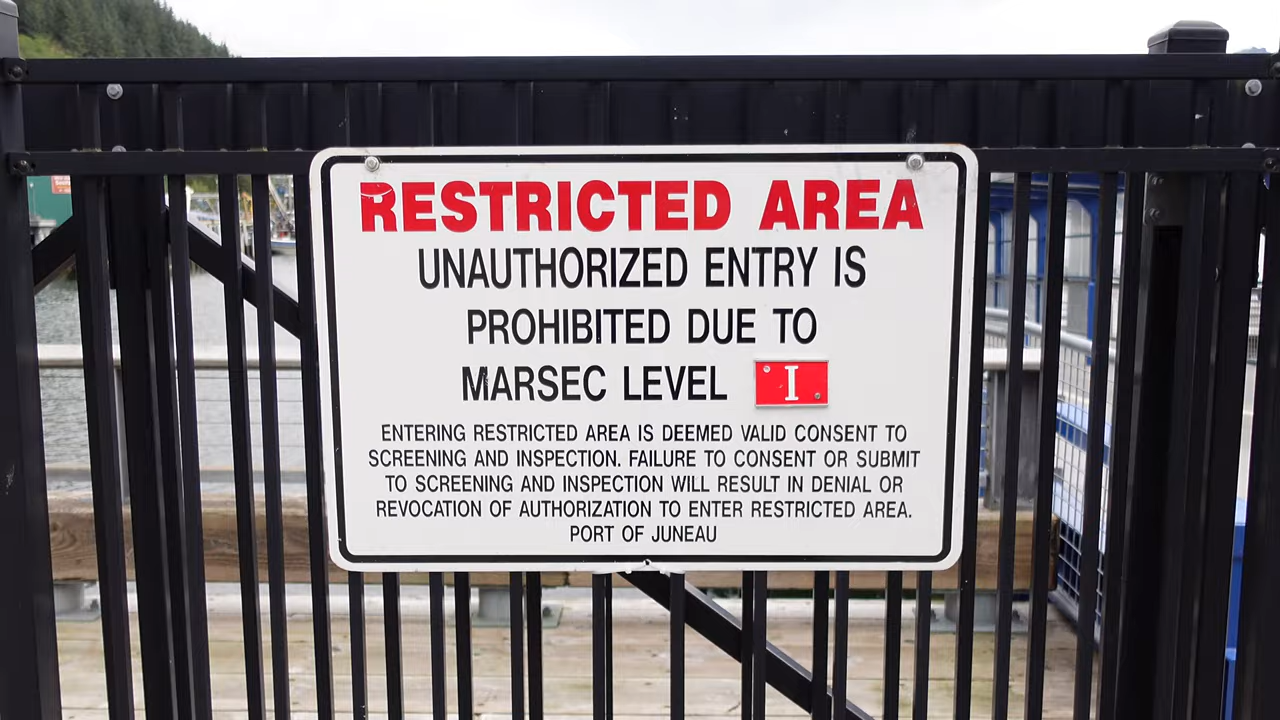 RESTRICTED AREA
UNAUTHORIZED ENTRY IS
PROHIBITED DUE TO
MARSEC LEVEL I
ENTERING RESTRICTED AREA IS DEEMED VALID CONSENT TO
SCREENING AND INSPECTION. FAILURE TO CONSENT OR SUBMIT
TO SCREENING AND INSPECTION WILL RESULT IN DENIAL OR
REVOCATION OF AUTHORIZATION TO ENTER RESTRICTED AREA.
PORT OF JUNEAU